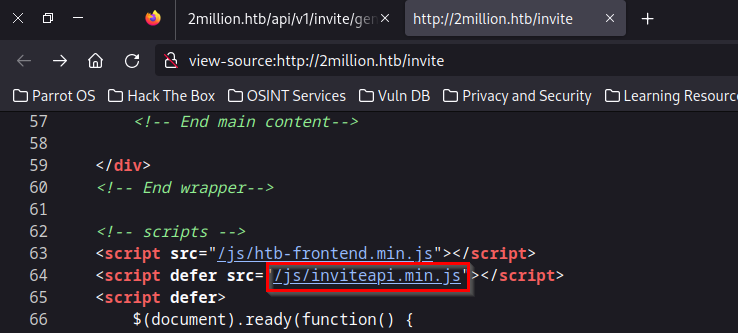 2million.htb/api/v1/invite/gen
http://2million.htb/invite
view-source:http://2million.htb/invite
Parrot OS Hack The Box OSINT Services Vuln DB Privacy and Security Learning Resourc
57 <!-- End main content-->
58
59 </div>
60 <!-- End wrapper-->
61
62 <!-- scripts -->
63 <script src="/js/htb-frontend.min.js"></script>
64 <script defer src="/js/inviteapi.min.js"></script>
65 <script defer>
66 $(document).ready(function() {